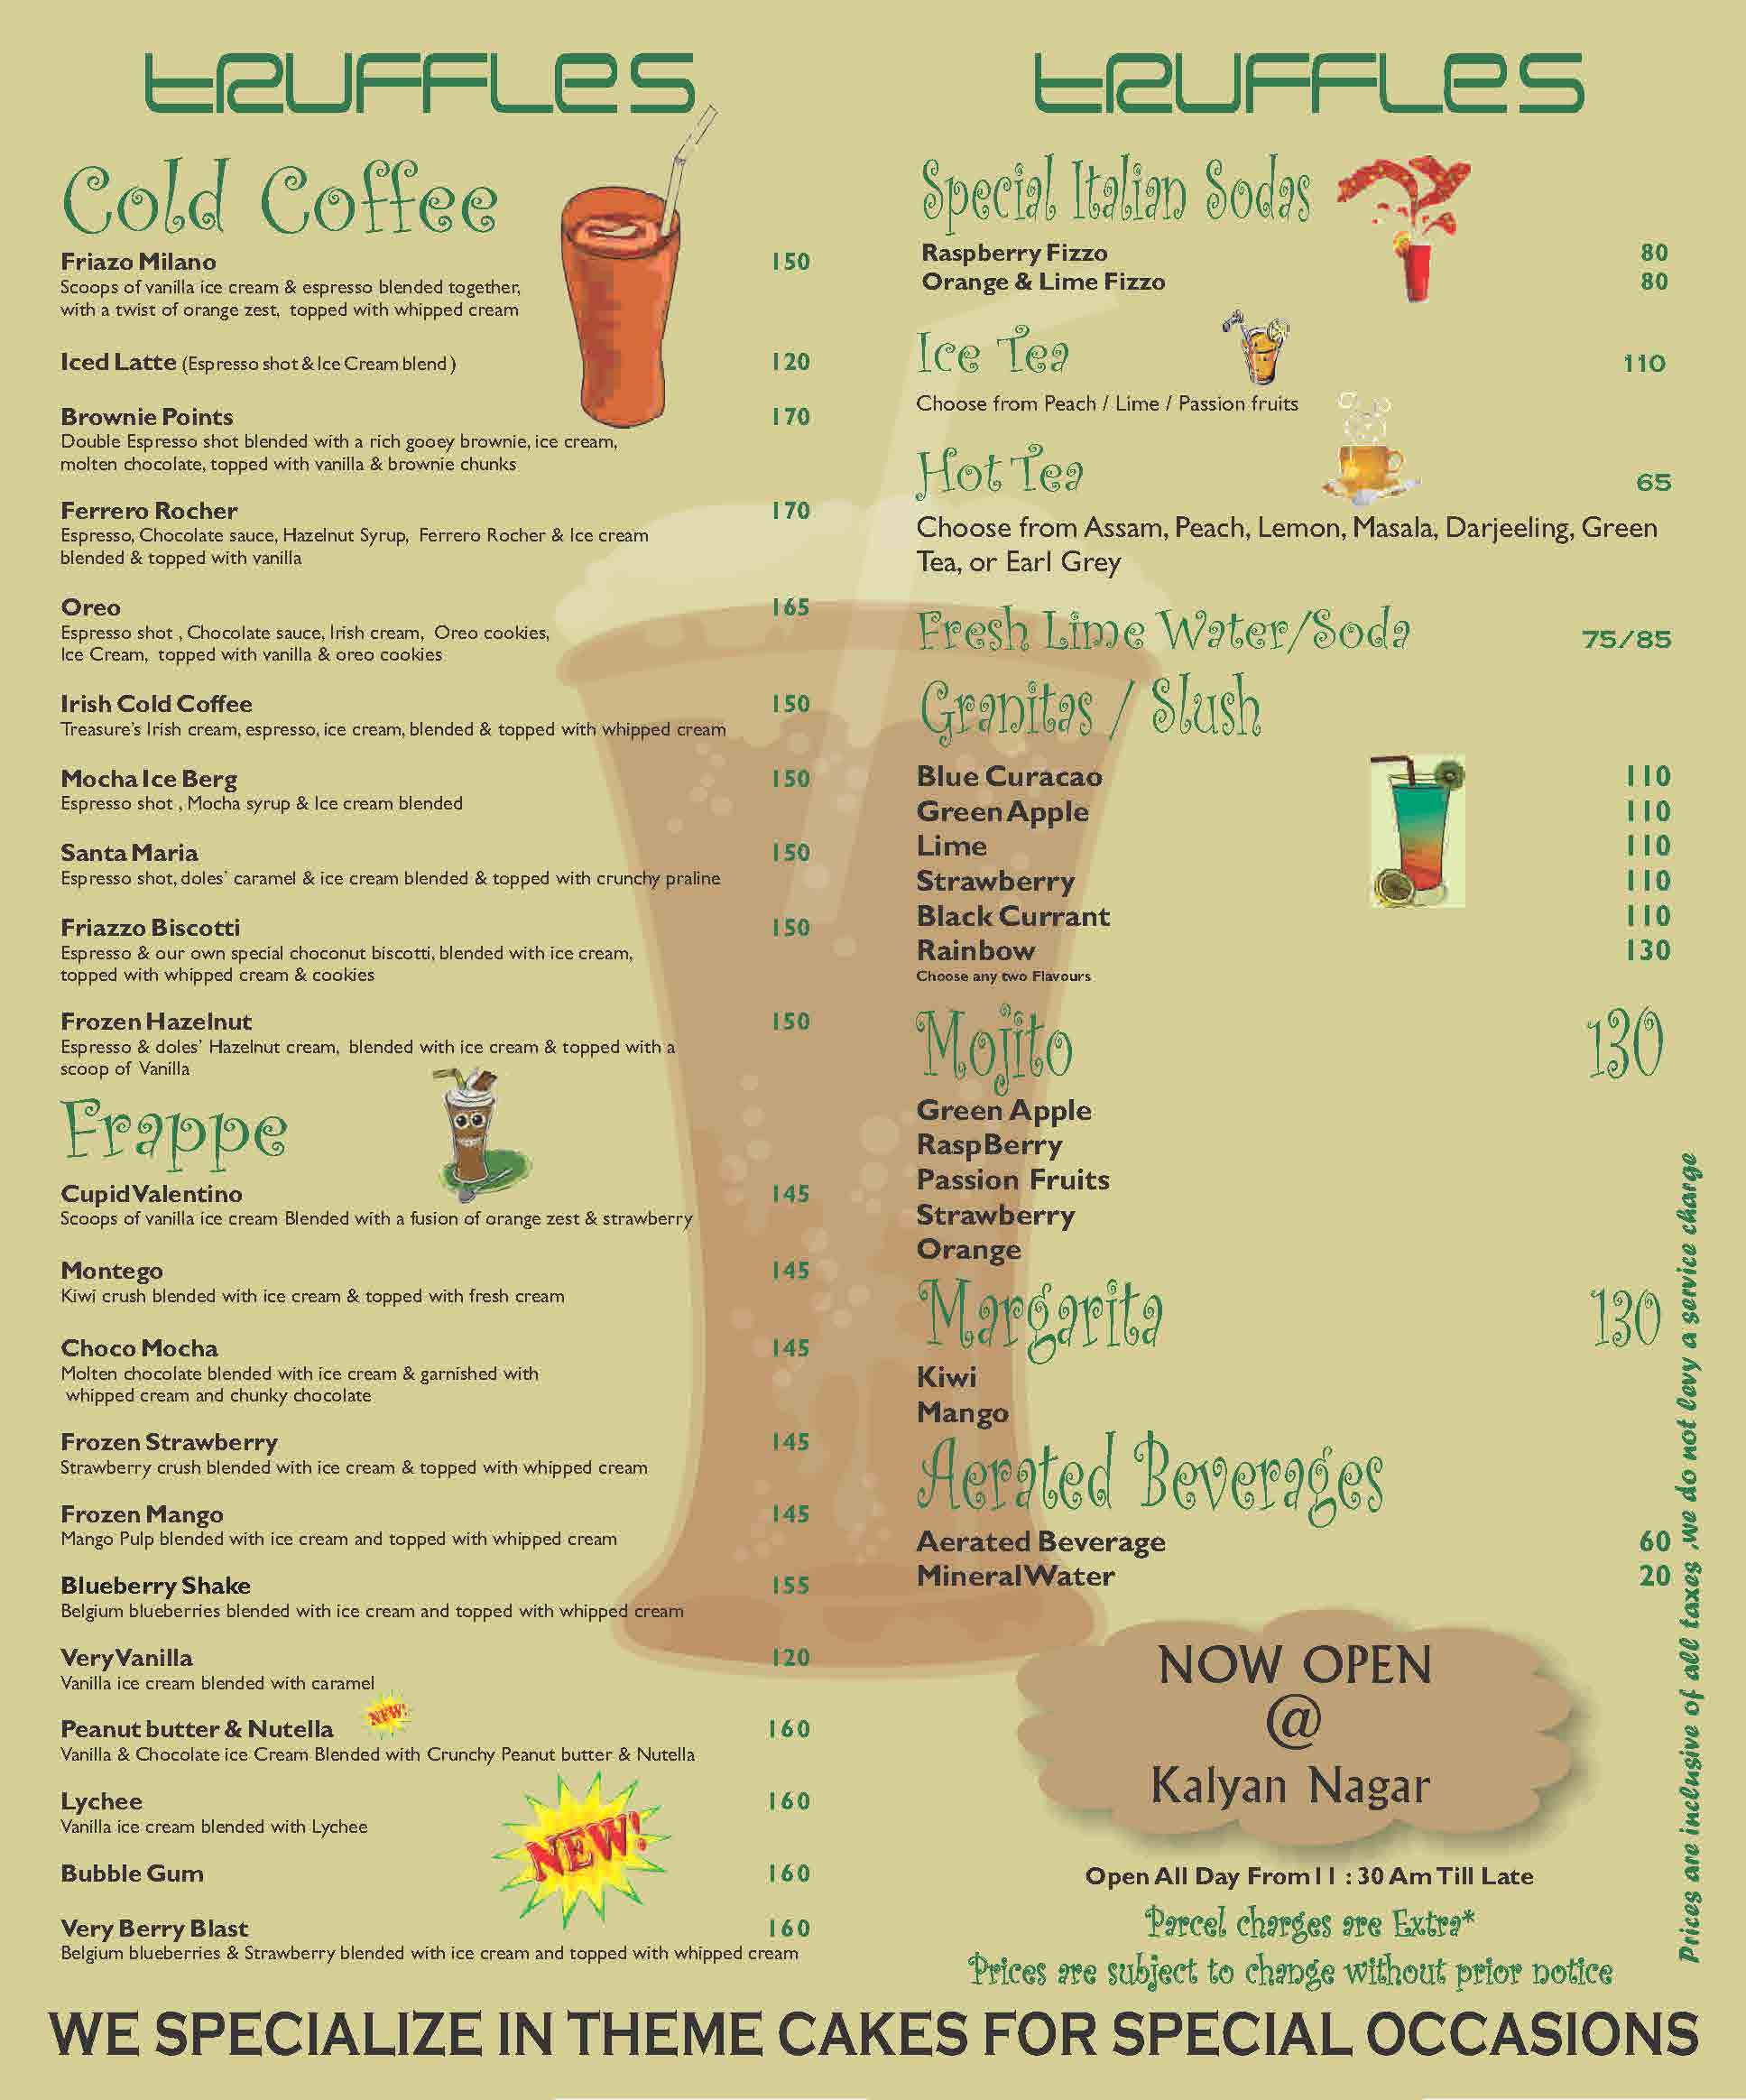 TRUFFLES
Cold Coffee
Friazo Milano 150
Scoops of vanilla ice cream & espresso blended together,
with a twist of orange zest, topped with whipped cream
Iced Latte (Espresso shot & Ice Cream blend ) 120
Brownie Points 170
Double Espresso shot blended with a rich gooey brownie, ice cream,
molten chocolate, topped with vanilla & brownie chunks
Ferrero Rocher 170
Espresso, Chocolate sauce, Hazelnut Syrup, Ferrero Rocher & Ice cream
blended & topped with vanilla
Oreo 165
Espresso shot , Chocolate sauce, Irish cream, Oreo cookies,
Ice Cream, topped with vanilla & oreo cookies
Irish Cold Coffee 150
Treasure's Irish cream, espresso, ice cream, blended & topped with whipped cream
Mocha Ice Berg 150
Espresso shot , Mocha syrup & Ice cream blended
Santa Maria 150
Espresso shot, doles' caramel & ice cream blended & topped with crunchy praline
Friazzo Biscotti 150
Espresso & our own special choconut biscotti, blended with ice cream,
topped with whipped cream & cookies
Frozen Hazelnut 150
Espresso & doles' Hazelnut cream, blended with ice cream & topped with a
scoop of Vanilla
Frappe
Cupid Valentino 145
Scoops of vanilla ice cream Blended with a fusion of orange zest & strawberry
Montego 145
Kiwi crush blended with ice cream & topped with fresh cream
Choco Mocha 145
Molten chocolate blended with ice cream & garnished with
whipped cream and chunky chocolate
Frozen Strawberry 145
Strawberry crush blended with ice cream & topped with whipped cream
Frozen Mango 145
Mango Pulp blended with ice cream and topped with whipped cream
Blueberry Shake 155
Belgium blueberries blended with ice cream and topped with whipped cream
Very Vanilla 120
Vanilla ice cream blended with caramel
Peanut butter & Nutella NEW! 160
Vanilla & Chocolate ice Cream Blended with Crunchy Peanut butter & Nutella
Lychee 160
Vanilla ice cream blended with Lychee
NEW!
Bubble Gum 160
Very Berry Blast 160
Belgium blueberries & Strawberry blended with ice cream and topped with whipped cream
TRUFFLES
Special Italian Sodas
Raspberry Fizzo 80
Orange & Lime Fizzo 80
Ice Tea 110
Choose from Peach / Lime / Passion fruits
Hot Tea 65
Choose from Assam, Peach, Lemon, Masala, Darjeeling, Green
Tea, or Earl Grey
Fresh Lime Water/Soda 75/85
Granitas / Slush
Blue Curacao 110
Green Apple 110
Lime 110
Strawberry 110
Black Currant 110
Rainbow 130
Choose any two Flavours
Mojito 130
Green Apple
RaspBerry
Passion Fruits
Strawberry
Orange
Margarita 130
Kiwi
Mango
Aerated Beverages
Aerated Beverage 60
Mineral Water 20
NOW OPEN
@
Kalyan Nagar
Open All Day From 11 : 30 Am Till Late
Parcel charges are Extra*
Prices are subject to change without prior notice
Prices are inclusive of all taxes ,we do not levy a service charge
WE SPECIALIZE IN THEME CAKES FOR SPECIAL OCCASIONS